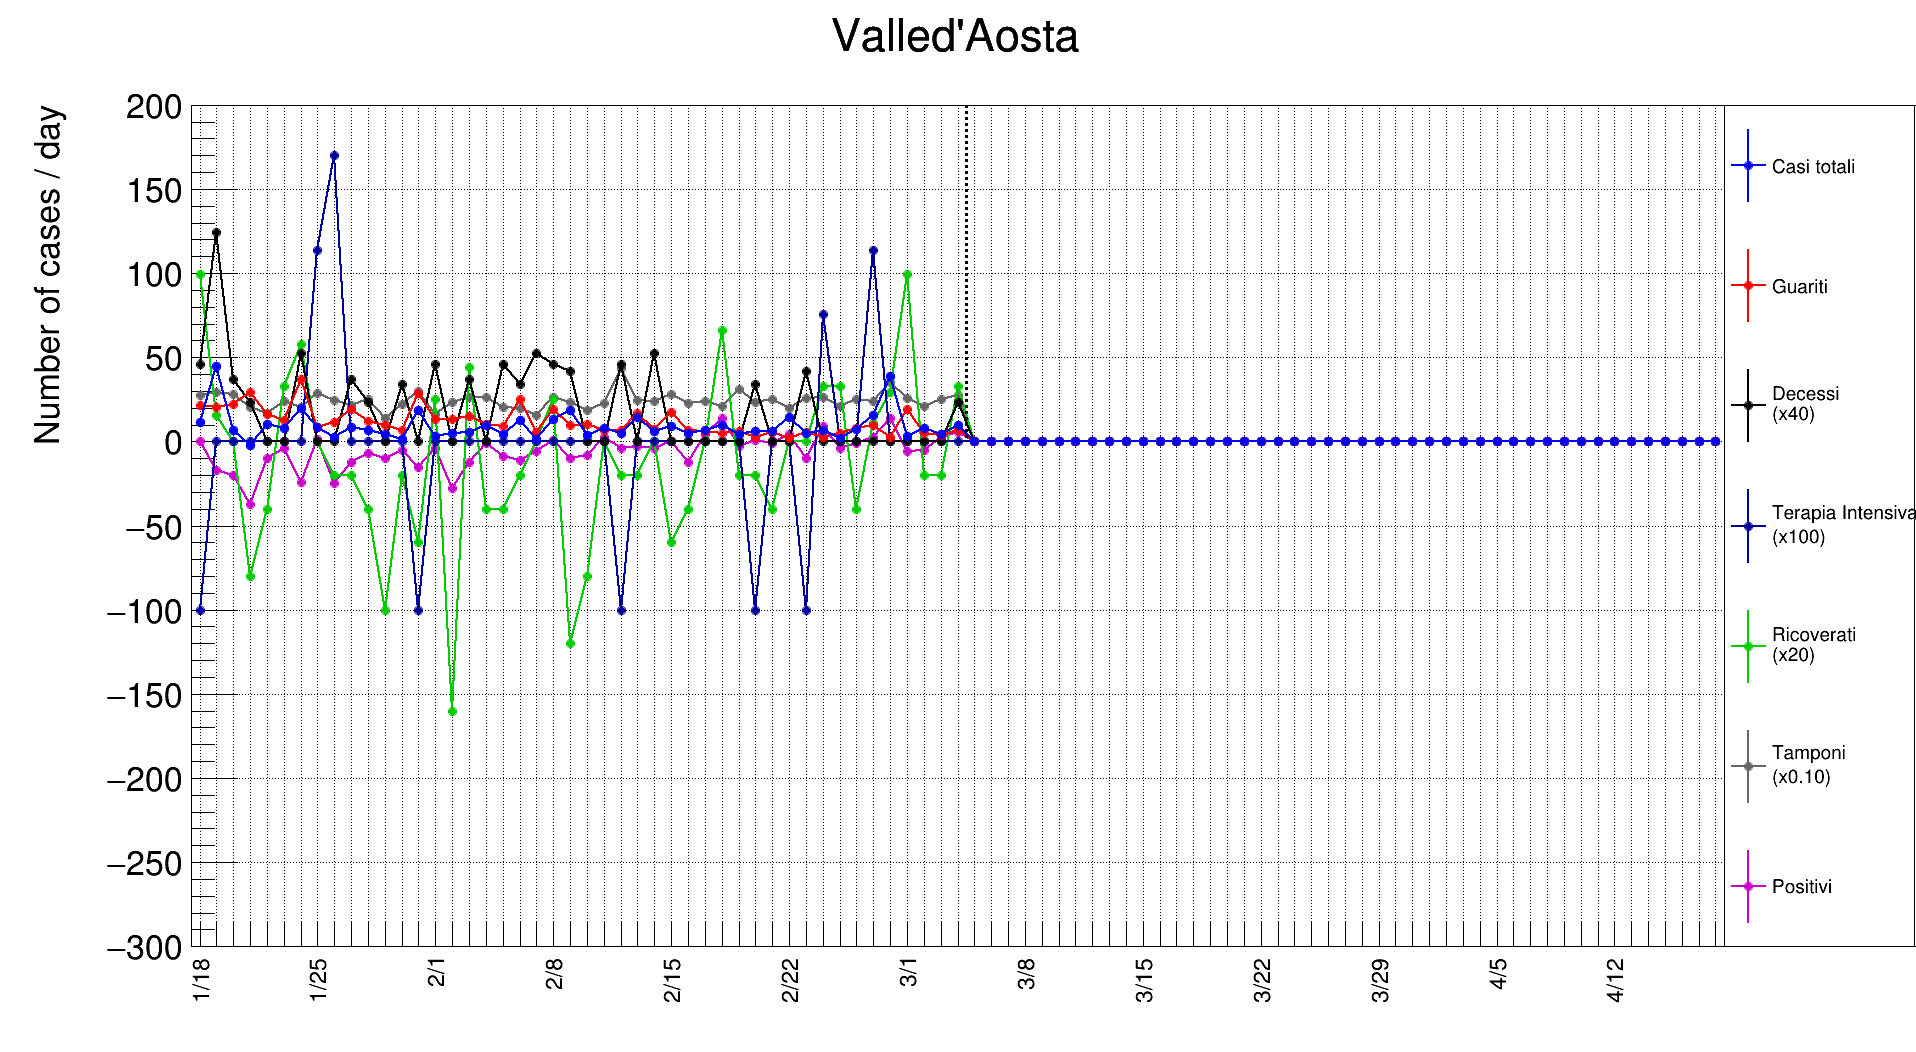 Valled'Aosta
Number of cases / day
200
150
100
50
0
−50
−100
−150
−200
−250
−300
1/18
1/25
2/1
2/8
2/15
2/22
3/1
3/8
3/15
3/22
3/29
4/5
4/12
Casi totali
Guariti
Decessi
(x40)
Terapia Intensiva
(x100)
Ricoverati
(x20)
Tamponi
(x0.10)
Positivi